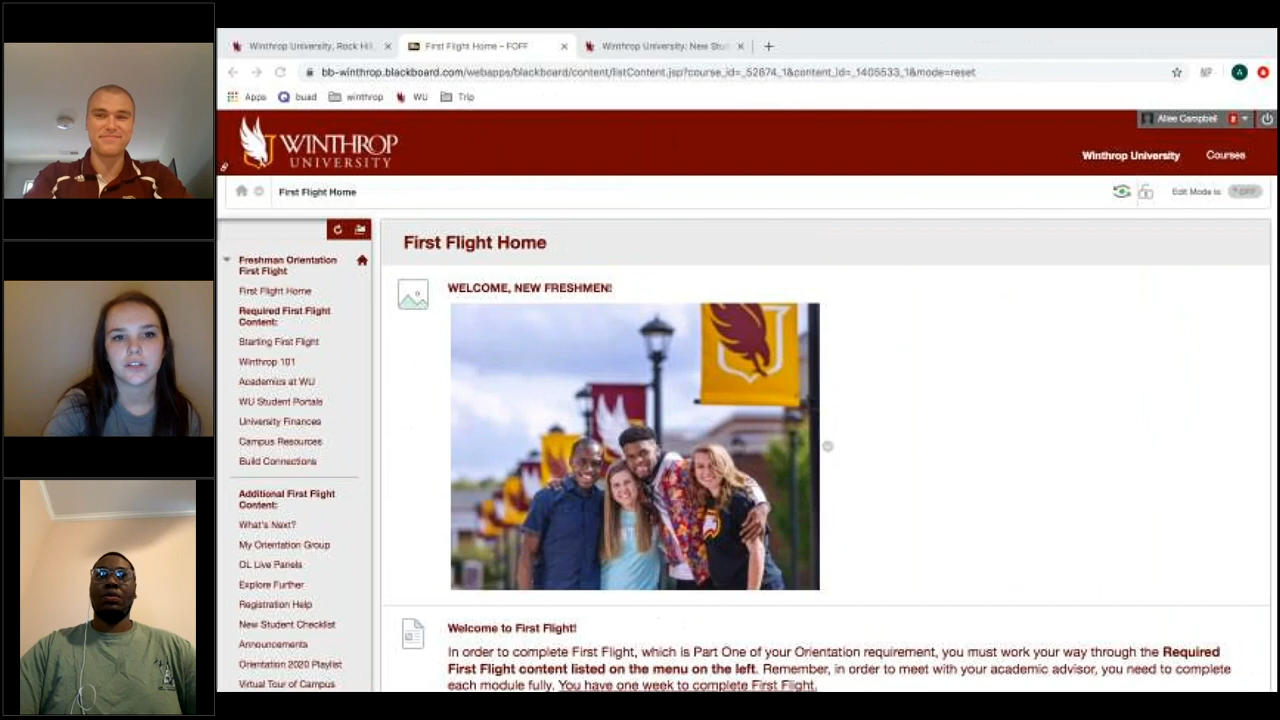 Winthrop University, Rock Hill,
First Flight Home – FOFF
Winthrop University: New Stu
bb-winthrop.blackboard.com/webapps/blackboard/content/listContent.jsp?course_id=_52674_1&content_id=_1405533_1&mode=reset
NP
A
Apps
buad
winthrop
WU
Trip
Allee Campbell
WINTHROP
UNIVERSITY
Winthrop University
Courses
First Flight Home
Edit Mode is:
OFF
Freshman Orientation
First Flight
First Flight Home
Required First Flight
Content:
Starting First Flight
Winthrop 101
Academics at WU
WU Student Portals
University Finances
Campus Resources
Build Connections
Additional First Flight
Content:
What's Next?
My Orientation Group
OL Live Panels
Explore Further
Registration Help
New Student Checklist
Announcements
Orientation 2020 Playlist
Virtual Tour of Campus
First Flight Home
WELCOME, NEW FRESHMEN!
Welcome to First Flight!
In order to complete First Flight, which is Part One of your Orientation requirement, you must work your way through the Required
First Flight content listed on the menu on the left. Remember, in order to meet with your academic advisor, you need to complete
each module fully. You have one week to complete First Flight.